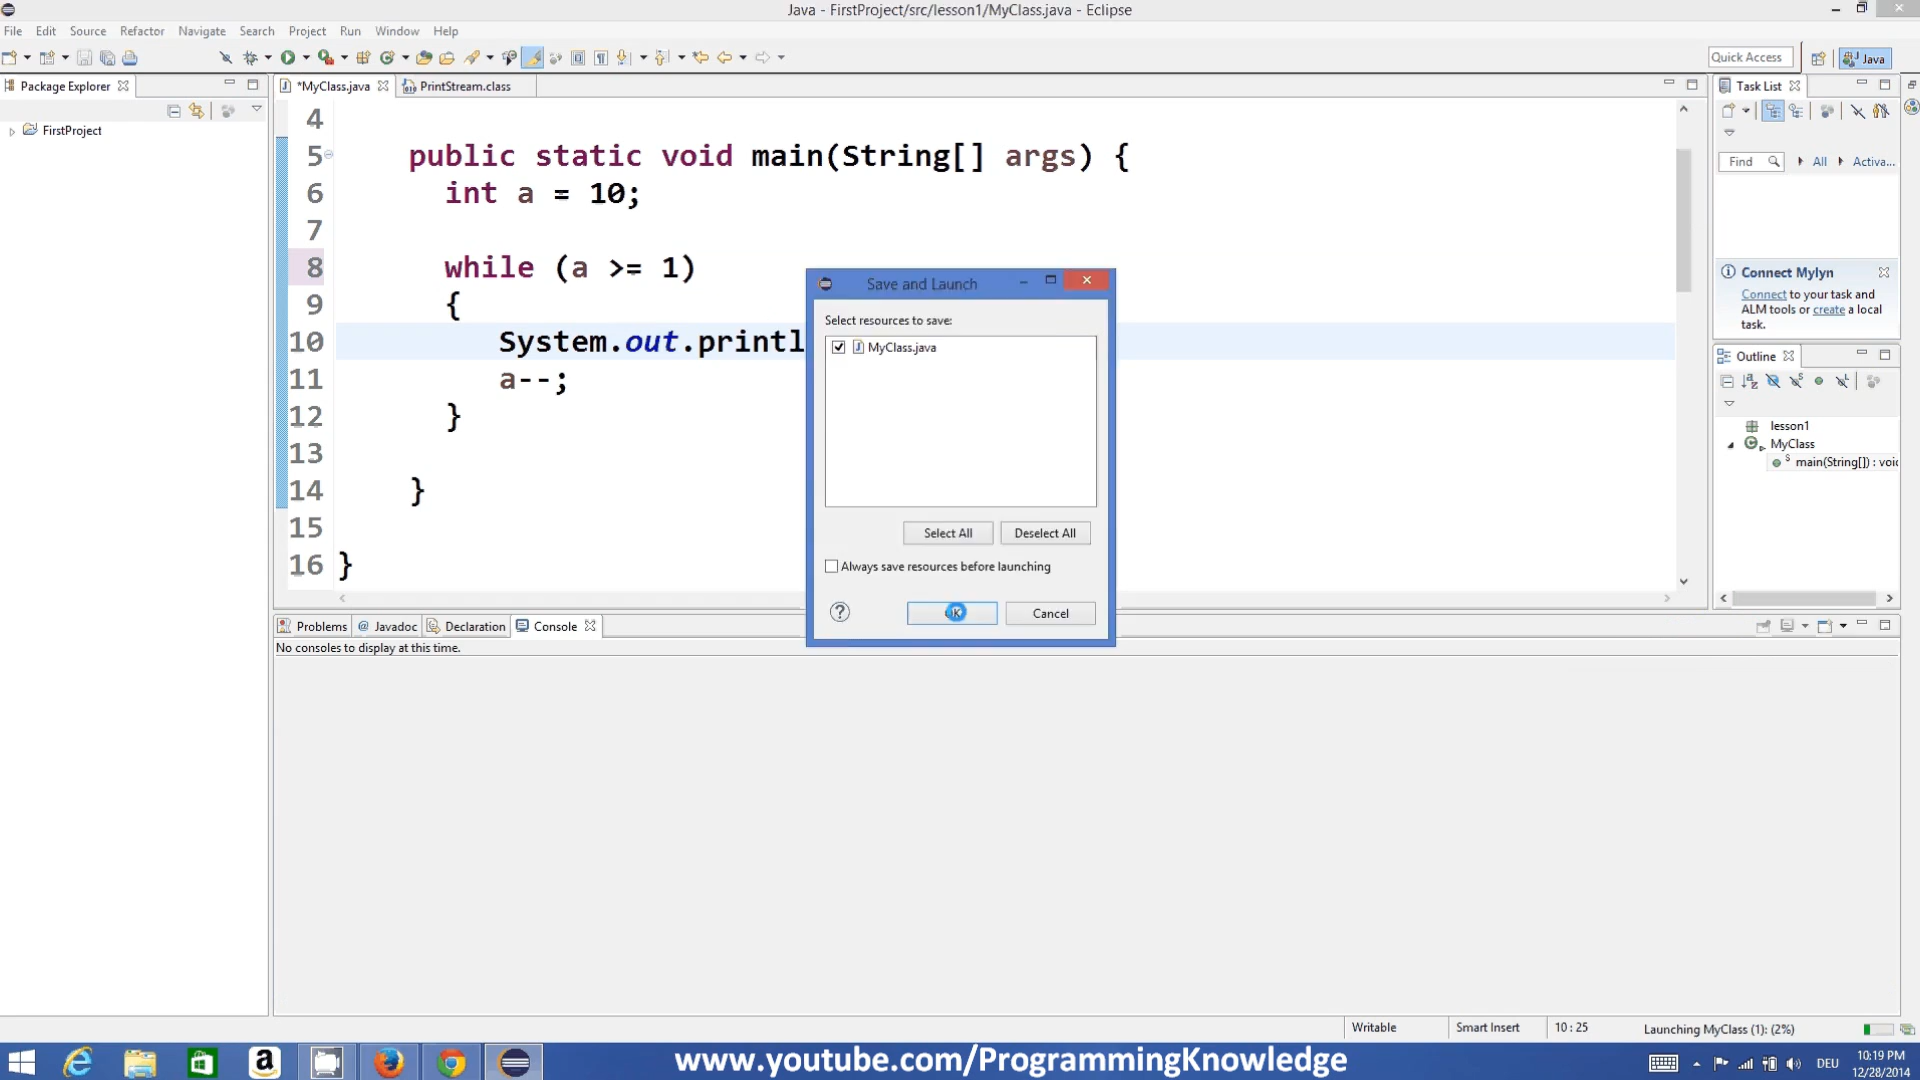 Java - FirstProject/src/lesson1/MyClass.java - Eclipse
File Edit Source Refactor Navigate Search Project Run Window Help
Quick Access
Java
Package Explorer
*MyClass.java
PrintStream.class
Task List
FirstProject
4
5 public static void main(String[] args) {
6 int a = 10;
7
8 while (a >= 1)
9 {
10 System.out.printl
11 a--;
12 }
13
14 }
15
16 }
Find
All
Activa...
Connect Mylyn
Connect to your task and
ALM tools or create a local
task.
Outline
lesson1
MyClass
main(String[]) : voic
Save and Launch
Select resources to save:
MyClass.java
Select All
Deselect All
Always save resources before launching
OK
Cancel
Problems
@ Javadoc
Declaration
Console
No consoles to display at this time.
Writable
Smart Insert
10 : 25
Launching MyClass (1): (2%)
www.youtube.com/ProgrammingKnowledge
DEU
10:19 PM
12/28/2014